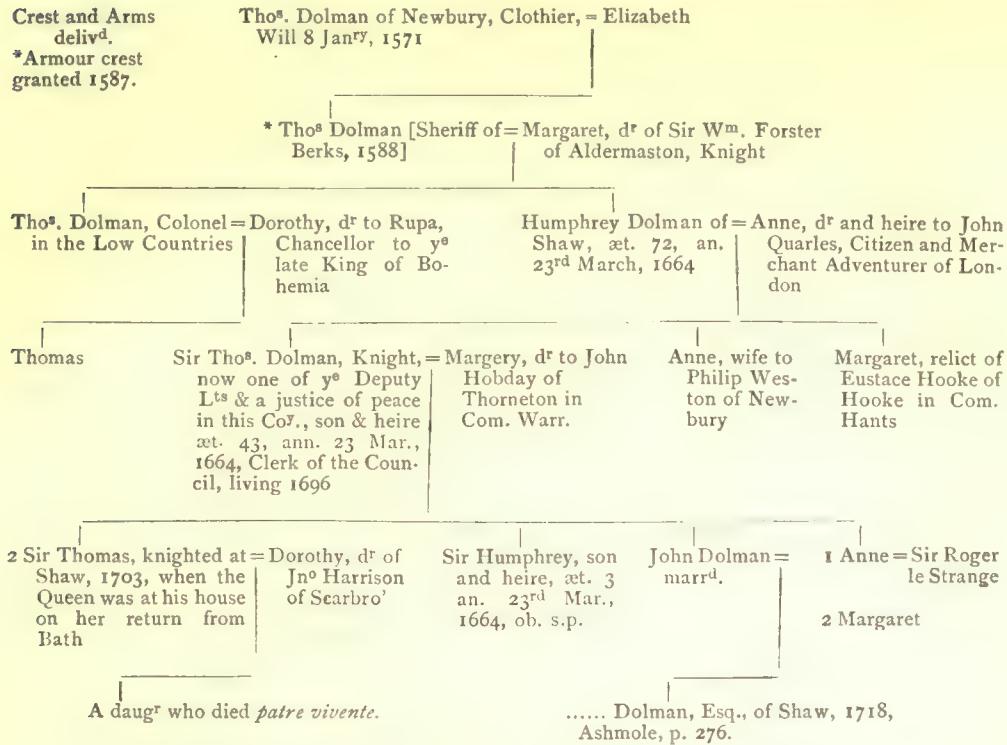 Crest and Arms
delivᵈ.
*Armour crest
granted 1587.
Thoˢ. Dolman of Newbury, Clothier, = Elizabeth
Will 8 Janʳʸ, 1571
* Thoˢ Dolman [Sheriff of = Margaret, dʳ of Sir Wᵐ. Forster
Berks, 1588] of Aldermaston, Knight
Thoˢ. Dolman, Colonel = Dorothy, dʳ to Rupa,
in the Low Countries Chancellor to yᵉ
late King of Bo-
hemia
Humphrey Dolman of = Anne, dʳ and heire to John
Shaw, æt. 72, an. Quarles, Citizen and Mer-
23ʳᵈ March, 1664 chant Adventurer of Lon-
don
Thomas
Sir Thoˢ. Dolman, Knight, = Margery, dʳ to John
now one of yᵉ Deputy Hobday of
Lᵗˢ & a justice of peace Thorneton in
in this Coʸ., son & heire Com. Warr.
æt. 43, ann. 23 Mar.,
1664, Clerk of the Coun-
cil, living 1696
Anne, wife to
Philip Wes-
ton of New-
bury
Margaret, relict of
Eustace Hooke of
Hooke in Com.
Hants
2 Sir Thomas, knighted at = Dorothy, dʳ of
Shaw, 1703, when the Jnº Harrison
Queen was at his house of Scarbro'
on her return from
Bath
Sir Humphrey, son
and heire, æt. 3
an. 23ʳᵈ Mar.,
1664, ob. s.p.
John Dolman =
marrᵈ.
1 Anne = Sir Roger
le Strange
2 Margaret
A daugʳ who died patre vivente.
...... Dolman, Esq., of Shaw, 1718,
Ashmole, p. 276.